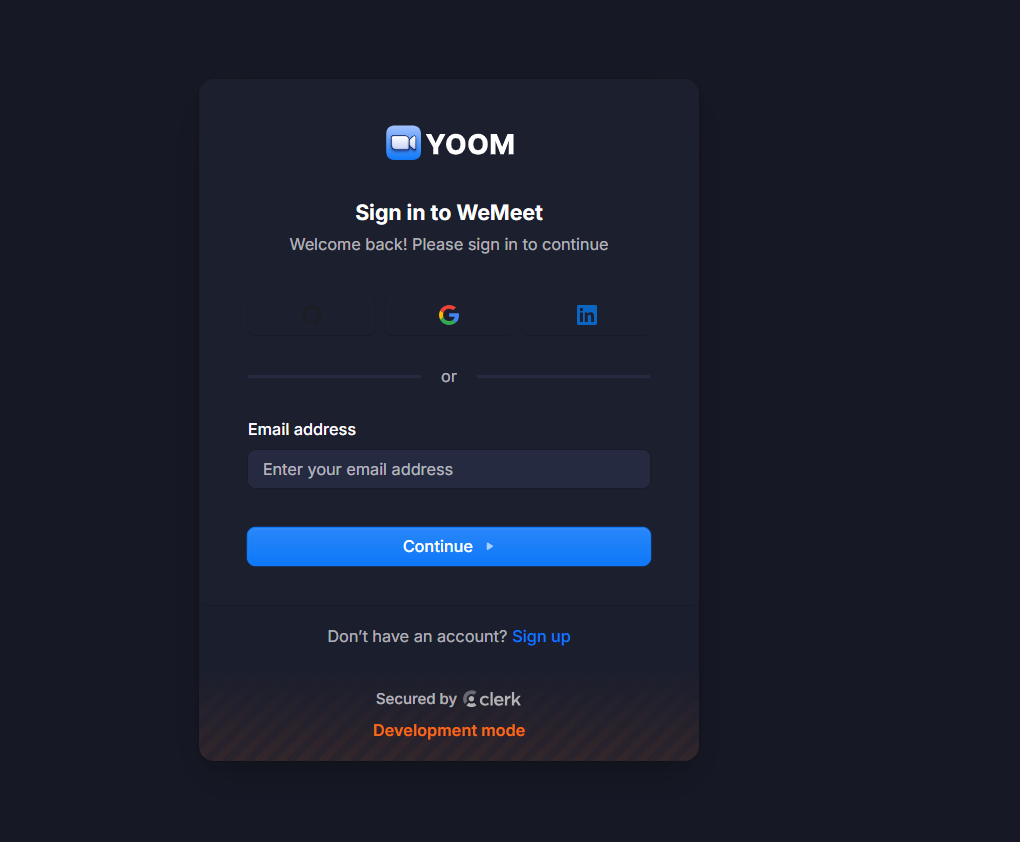 YOOM
Sign in to WeMeet
Welcome back! Please sign in to continue
or
Email address
Enter your email address
Continue
Don’t have an account? Sign up
Secured by clerk
Development mode